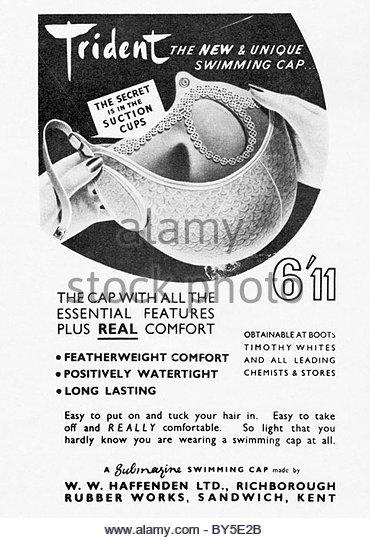 Trident THE NEW & UNIQUE
SWIMMING CAP...
THE SECRET
IS IN THE
SUCTION
CUPS
alamy
stock photo
6'11
THE CAP WITH ALL THE
ESSENTIAL FEATURES
PLUS REAL COMFORT
OBTAINABLE AT BOOTS
TIMOTHY WHITES
AND ALL LEADING
CHEMISTS & STORES
• FEATHERWEIGHT COMFORT
• POSITIVELY WATERTIGHT
• LONG LASTING
Easy to put on and tuck your hair in. Easy to take
off and REALLY comfortable. So light that you
hardly know you are wearing a swimming cap at all.
A Submarine SWIMMING CAP made by
W. W. HAFFENDEN LTD., RICHBOROUGH
RUBBER WORKS, SANDWICH, KENT
alamy stock photo
BY5E2B
www.alamy.com